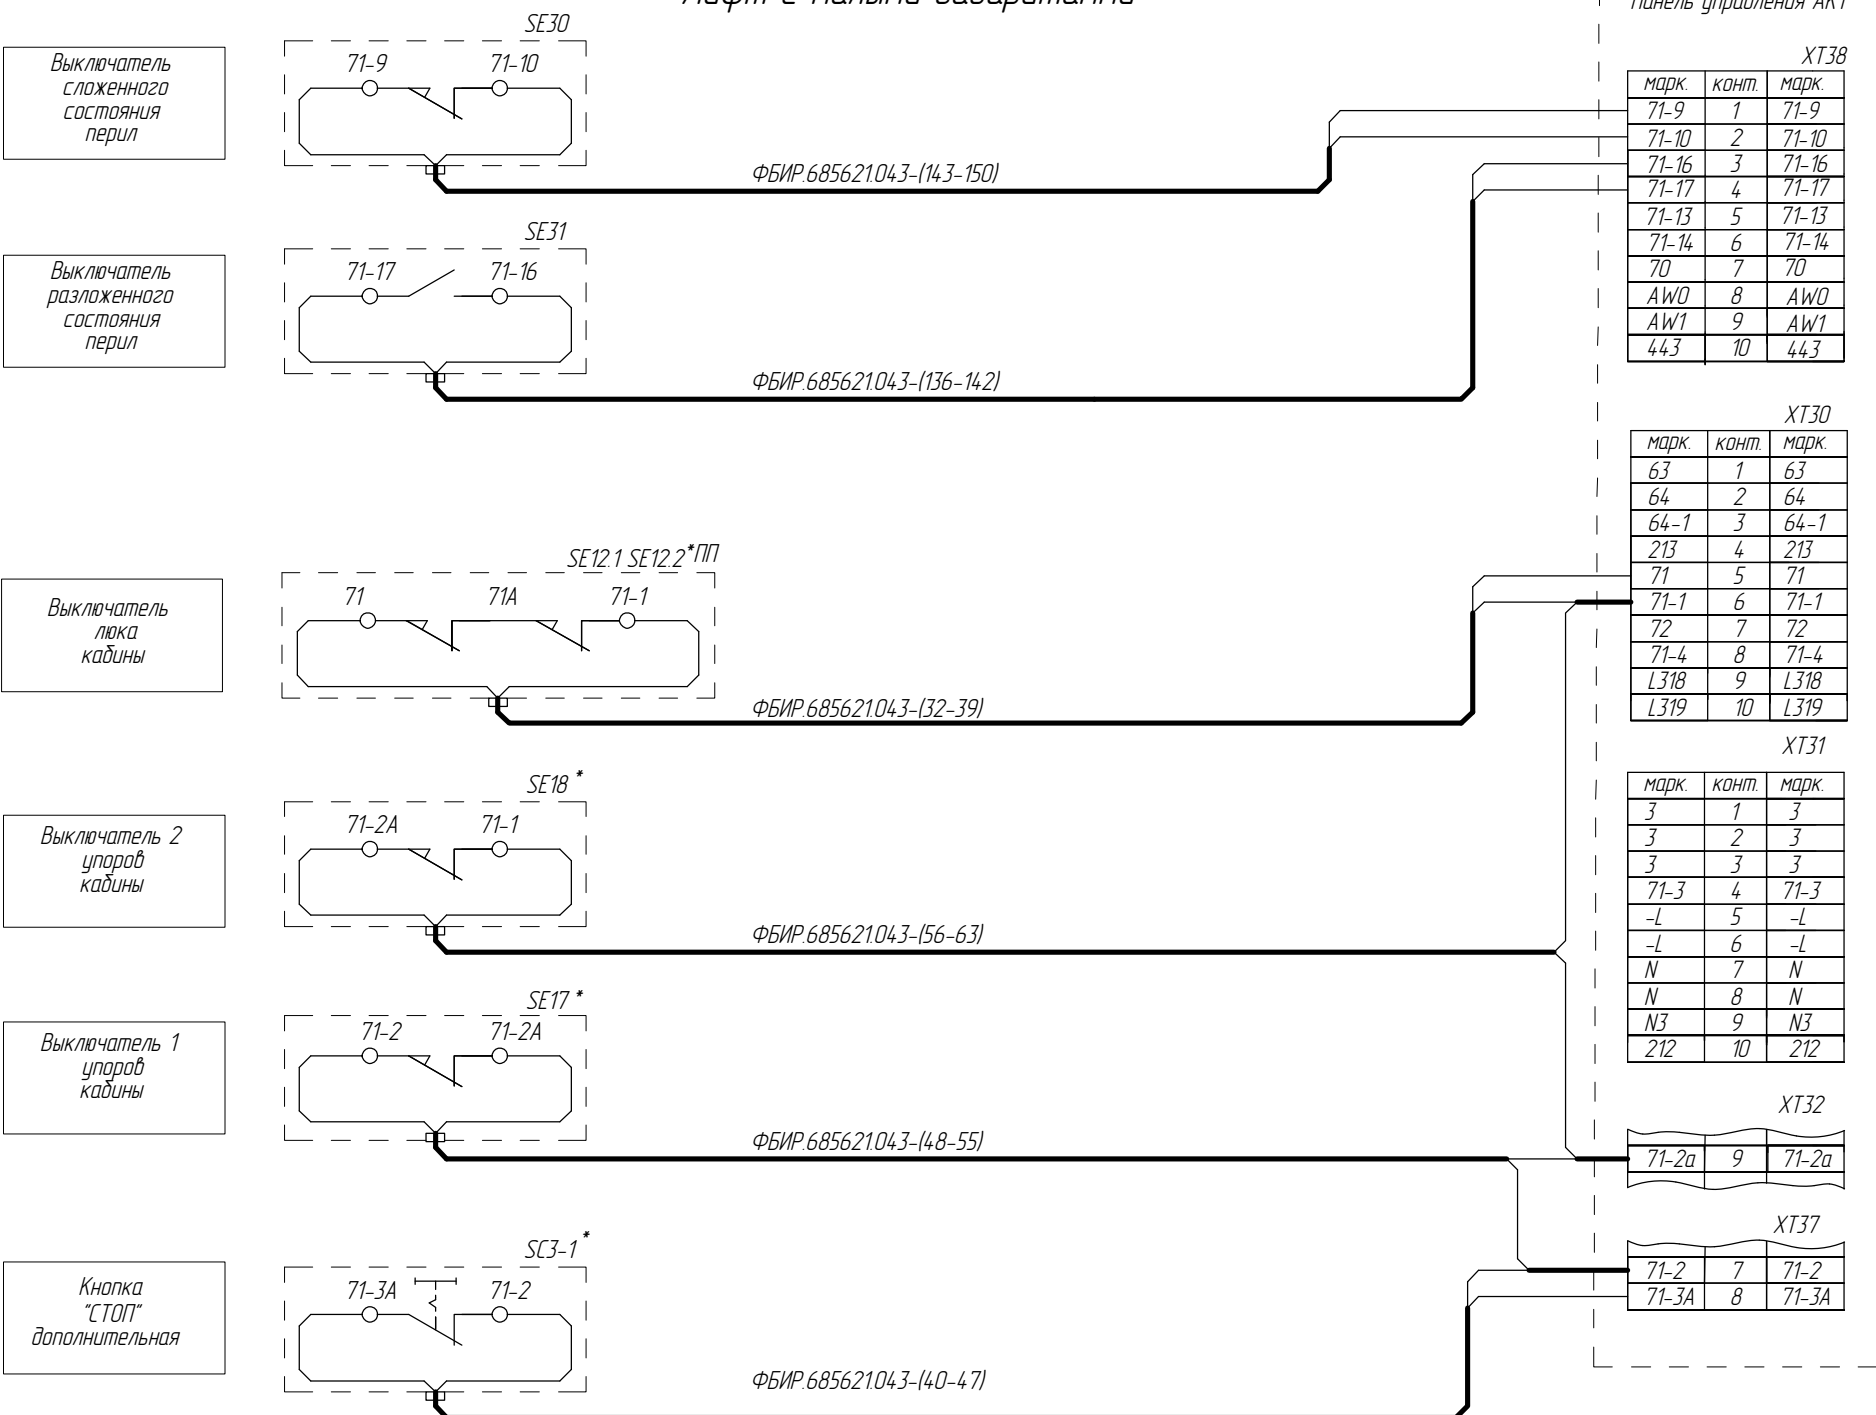 Лифт с малыми габаритами
Панель управления АК1
Выключатель
сложенного
состояния
перил
SE30
71-9 71-10
ФБИР.685621.043-(143-150)
Выключатель
разложенного
состояния
перил
SE31
71-17 71-16
ФБИР.685621.043-(136-142)
Выключатель
люка
кабины
SE12.1 SE12.2*ПП
71 71А 71-1
ФБИР.685621.043-(32-39)
Выключатель 2
упоров
кабины
SE18 *
71-2А 71-1
ФБИР.685621.043-(56-63)
Выключатель 1
упоров
кабины
SE17 *
71-2 71-2А
ФБИР.685621.043-(48-55)
Кнопка
"СТОП"
дополнительная
SC3-1 *
71-3А 71-2
ФБИР.685621.043-(40-47)
XT38
марк. конт. марк.
71-9 1 71-9
71-10 2 71-10
71-16 3 71-16
71-17 4 71-17
71-13 5 71-13
71-14 6 71-14
70 7 70
AW0 8 AW0
AW1 9 AW1
443 10 443
XT30
марк. конт. марк.
63 1 63
64 2 64
64-1 3 64-1
213 4 213
71 5 71
71-1 6 71-1
72 7 72
71-4 8 71-4
L318 9 L318
L319 10 L319
XT31
марк. конт. марк.
3 1 3
3 2 3
3 3 3
71-3 4 71-3
-L 5 -L
-L 6 -L
N 7 N
N 8 N
N3 9 N3
212 10 212
XT32
71-2а 9 71-2а
XT37
71-2 7 71-2
71-3А 8 71-3А